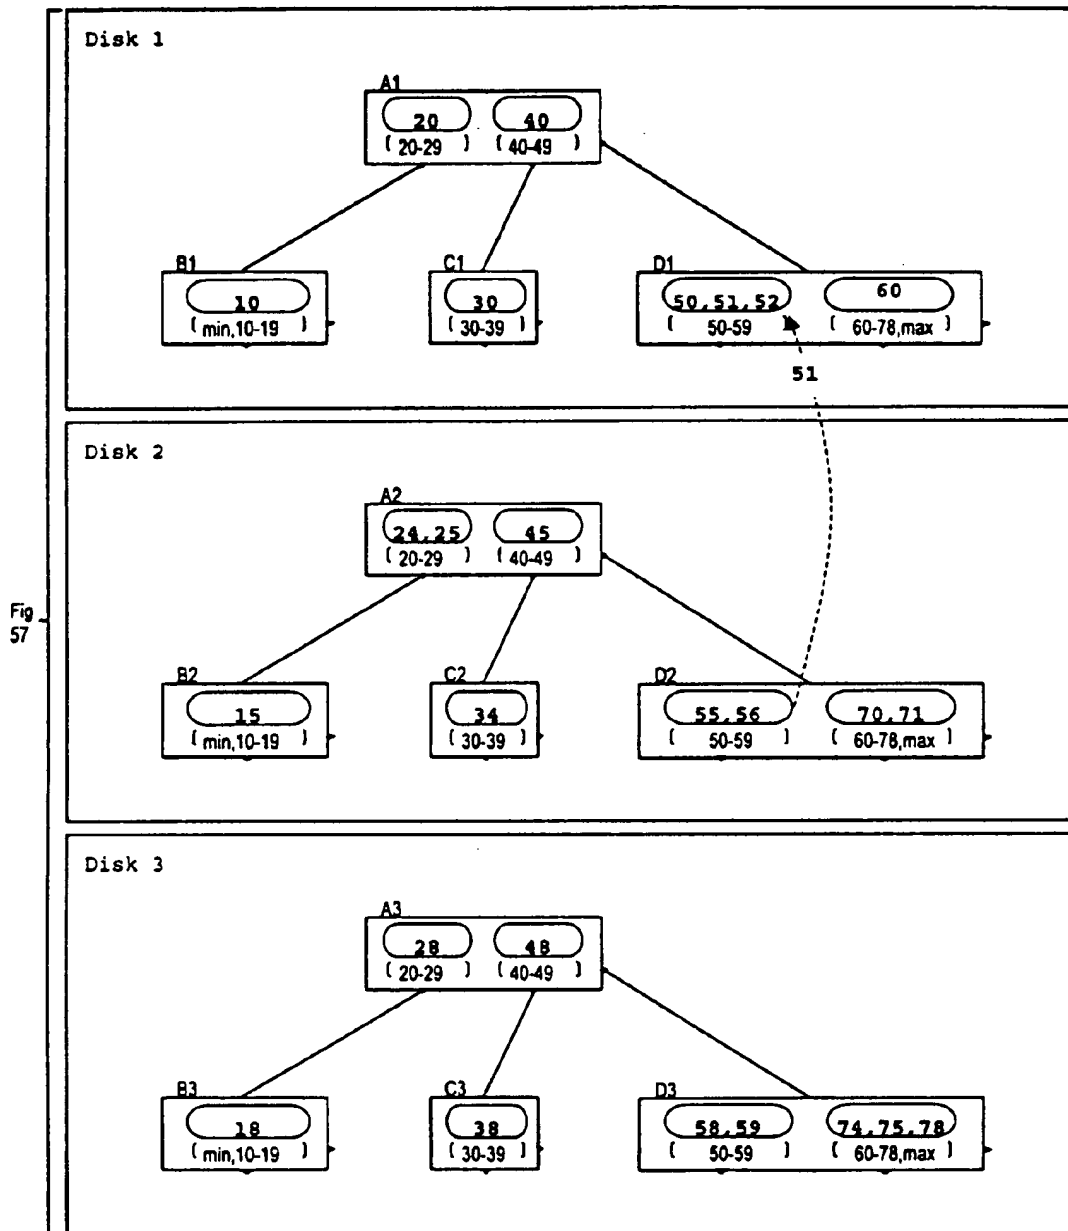 Disk 1
A1
20 40
( 20-29 ) ( 40-49 )
B1 C1 D1
10 30 50,51,52 60
( min,10-19 ) ( 30-39 ) ( 50-59 ) ( 60-78,max )
51
Disk 2
A2
24,25 45
( 20-29 ) ( 40-49 )
Fig
57
B2 C2 D2
15 34 55,56 70,71
( min,10-19 ) ( 30-39 ) ( 50-59 ) ( 60-78,max )
Disk 3
A3
28 48
( 20-29 ) ( 40-49 )
B3 C3 D3
18 38 58,59 74,75,78
( min,10-19 ) ( 30-39 ) ( 50-59 ) ( 60-78,max )